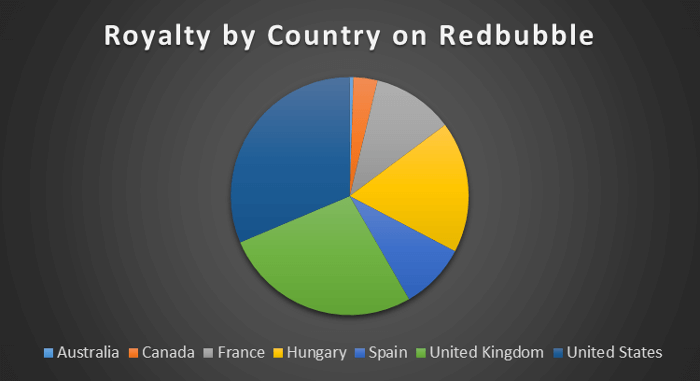 Royalty by Country on Redbubble
Australia Canada France Hungary Spain United Kingdom United States